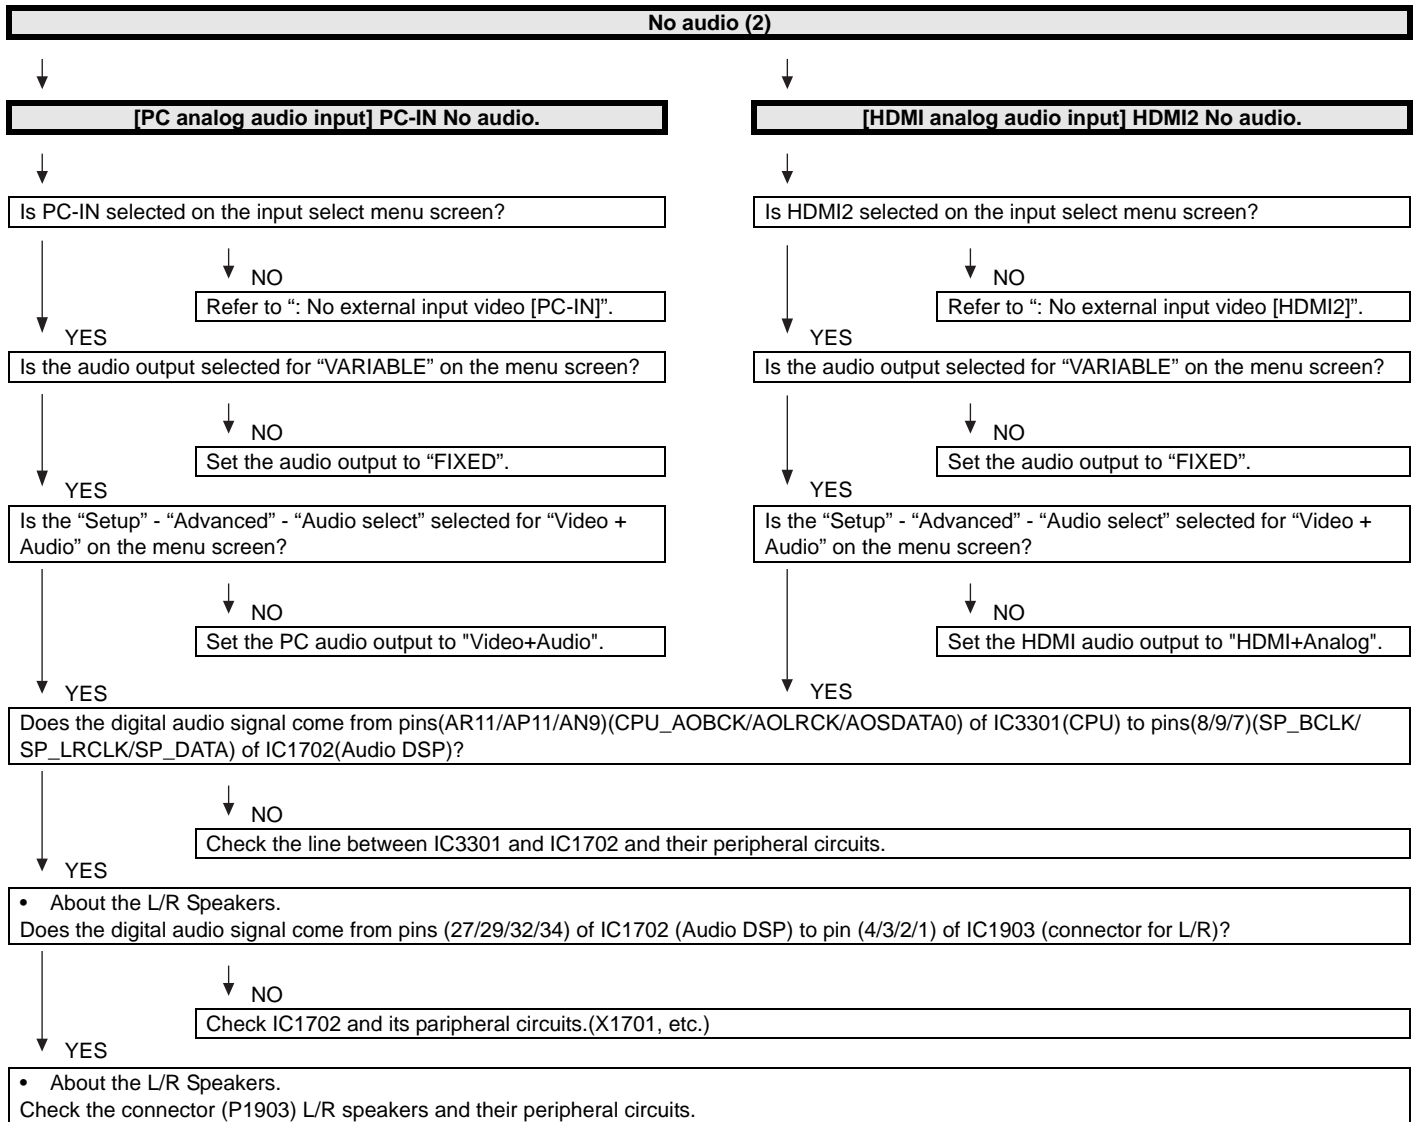 No audio (2)
[PC analog audio input] PC-IN No audio.
[HDMI analog audio input] HDMI2 No audio.
Is PC-IN selected on the input select menu screen?
Is HDMI2 selected on the input select menu screen?
NO
NO
Refer to “: No external input video [PC-IN]”.
Refer to “: No external input video [HDMI2]”.
YES
YES
Is the audio output selected for “VARIABLE” on the menu screen?
Is the audio output selected for “VARIABLE” on the menu screen?
NO
NO
Set the audio output to “FIXED”.
Set the audio output to “FIXED”.
YES
YES
Is the “Setup” - “Advanced” - “Audio select” selected for “Video +
Audio” on the menu screen?
Is the “Setup” - “Advanced” - “Audio select” selected for “Video +
Audio” on the menu screen?
NO
NO
Set the PC audio output to "Video+Audio".
Set the HDMI audio output to "HDMI+Analog".
YES
YES
Does the digital audio signal come from pins(AR11/AP11/AN9)(CPU_AOBCK/AOLRCK/AOSDATA0) of IC3301(CPU) to pins(8/9/7)(SP_BCLK/
SP_LRCLK/SP_DATA) of IC1702(Audio DSP)?
NO
Check the line between IC3301 and IC1702 and their peripheral circuits.
YES
• About the L/R Speakers.
Does the digital audio signal come from pins (27/29/32/34) of IC1702 (Audio DSP) to pin (4/3/2/1) of IC1903 (connector for L/R)?
NO
Check IC1702 and its paripheral circuits.(X1701, etc.)
YES
• About the L/R Speakers.
Check the connector (P1903) L/R speakers and their peripheral circuits.